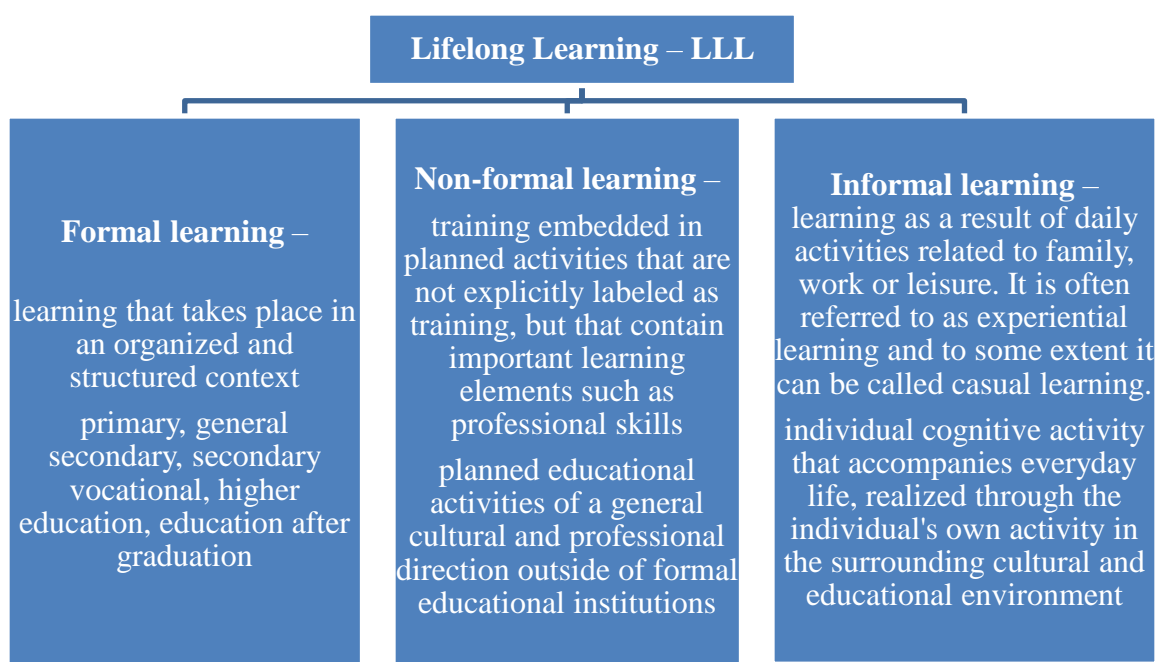 Lifelong Learning – LLL
Formal learning –
learning that takes place in
an organized and
structured context
primary, general
secondary, secondary
vocational, higher
education, education after
graduation
Non-formal learning –
training embedded in
planned activities that are
not explicitly labeled as
training, but that contain
important learning
elements such as
professional skills
planned educational
activities of a general
cultural and professional
direction outside of formal
educational institutions
Informal learning –
learning as a result of daily
activities related to family,
work or leisure. It is often
referred to as experiential
learning and to some extent it
can be called casual learning.
individual cognitive activity
that accompanies everyday
life, realized through the
individual's own activity in
the surrounding cultural and
educational environment